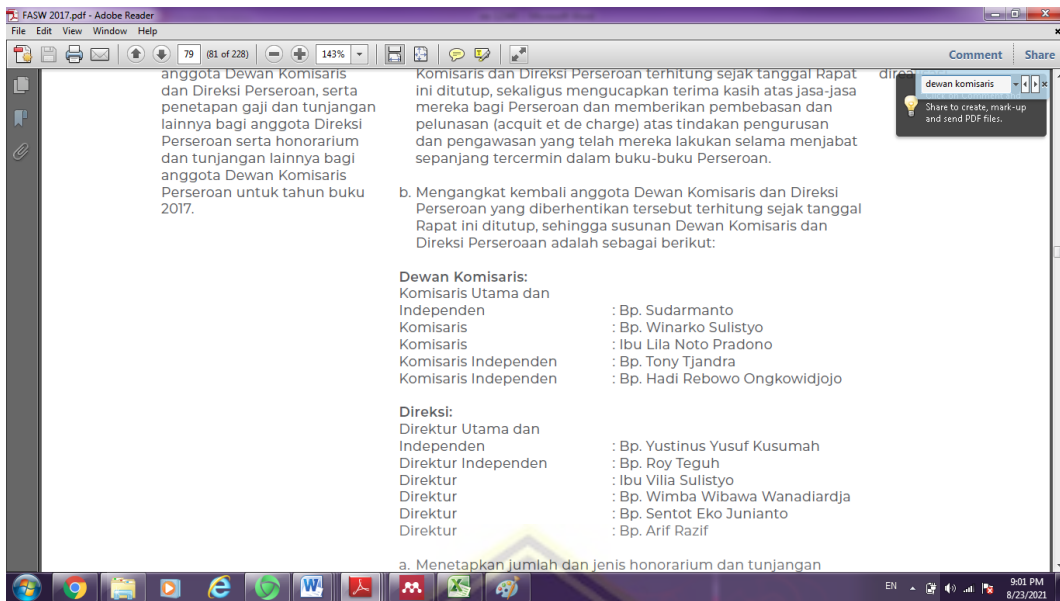 FASW 2017.pdf - Adobe Reader
File Edit View Window Help
79 (81 of 228) 143% Comment Share
dewan komisaris
Share to create, mark-up
and send PDF files.
anggota Dewan Komisaris
dan Direksi Perseroan, serta
penetapan gaji dan tunjangan
lainnya bagi anggota Direksi
Perseroan serta honorarium
dan tunjangan lainnya bagi
anggota Dewan Komisaris
Perseroan untuk tahun buku
2017.
Komisaris dan Direksi Perseroan terhitung sejak tanggal Rapat
ini ditutup, sekaligus mengucapkan terima kasih atas jasa-jasa
mereka bagi Perseroan dan memberikan pembebasan dan
pelunasan (acquit et de charge) atas tindakan pengurusan
dan pengawasan yang telah mereka lakukan selama menjabat
sepanjang tercermin dalam buku-buku Perseroan.
b. Mengangkat kembali anggota Dewan Komisaris dan Direksi
Perseroan yang diberhentikan tersebut terhitung sejak tanggal
Rapat ini ditutup, sehingga susunan Dewan Komisaris dan
Direksi Perseroaan adalah sebagai berikut:
Dewan Komisaris:
Komisaris Utama dan
Independen : Bp. Sudarmanto
Komisaris : Bp. Winarko Sulistyo
Komisaris : Ibu Lila Noto Pradono
Komisaris Independen : Bp. Tony Tjandra
Komisaris Independen : Bp. Hadi Rebowo Ongkowidjojo
Direksi:
Direktur Utama dan
Independen : Bp. Yustinus Yusuf Kusumah
Direktur Independen : Bp. Roy Teguh
Direktur : Ibu Vilia Sulistyo
Direktur : Bp. Wimba Wibawa Wanadiardja
Direktur : Bp. Sentot Eko Junianto
Direktur : Bp. Arif Razif
a. Menetapkan jumlah dan jenis honorarium dan tunjangan
EN 9:01 PM
8/23/2021